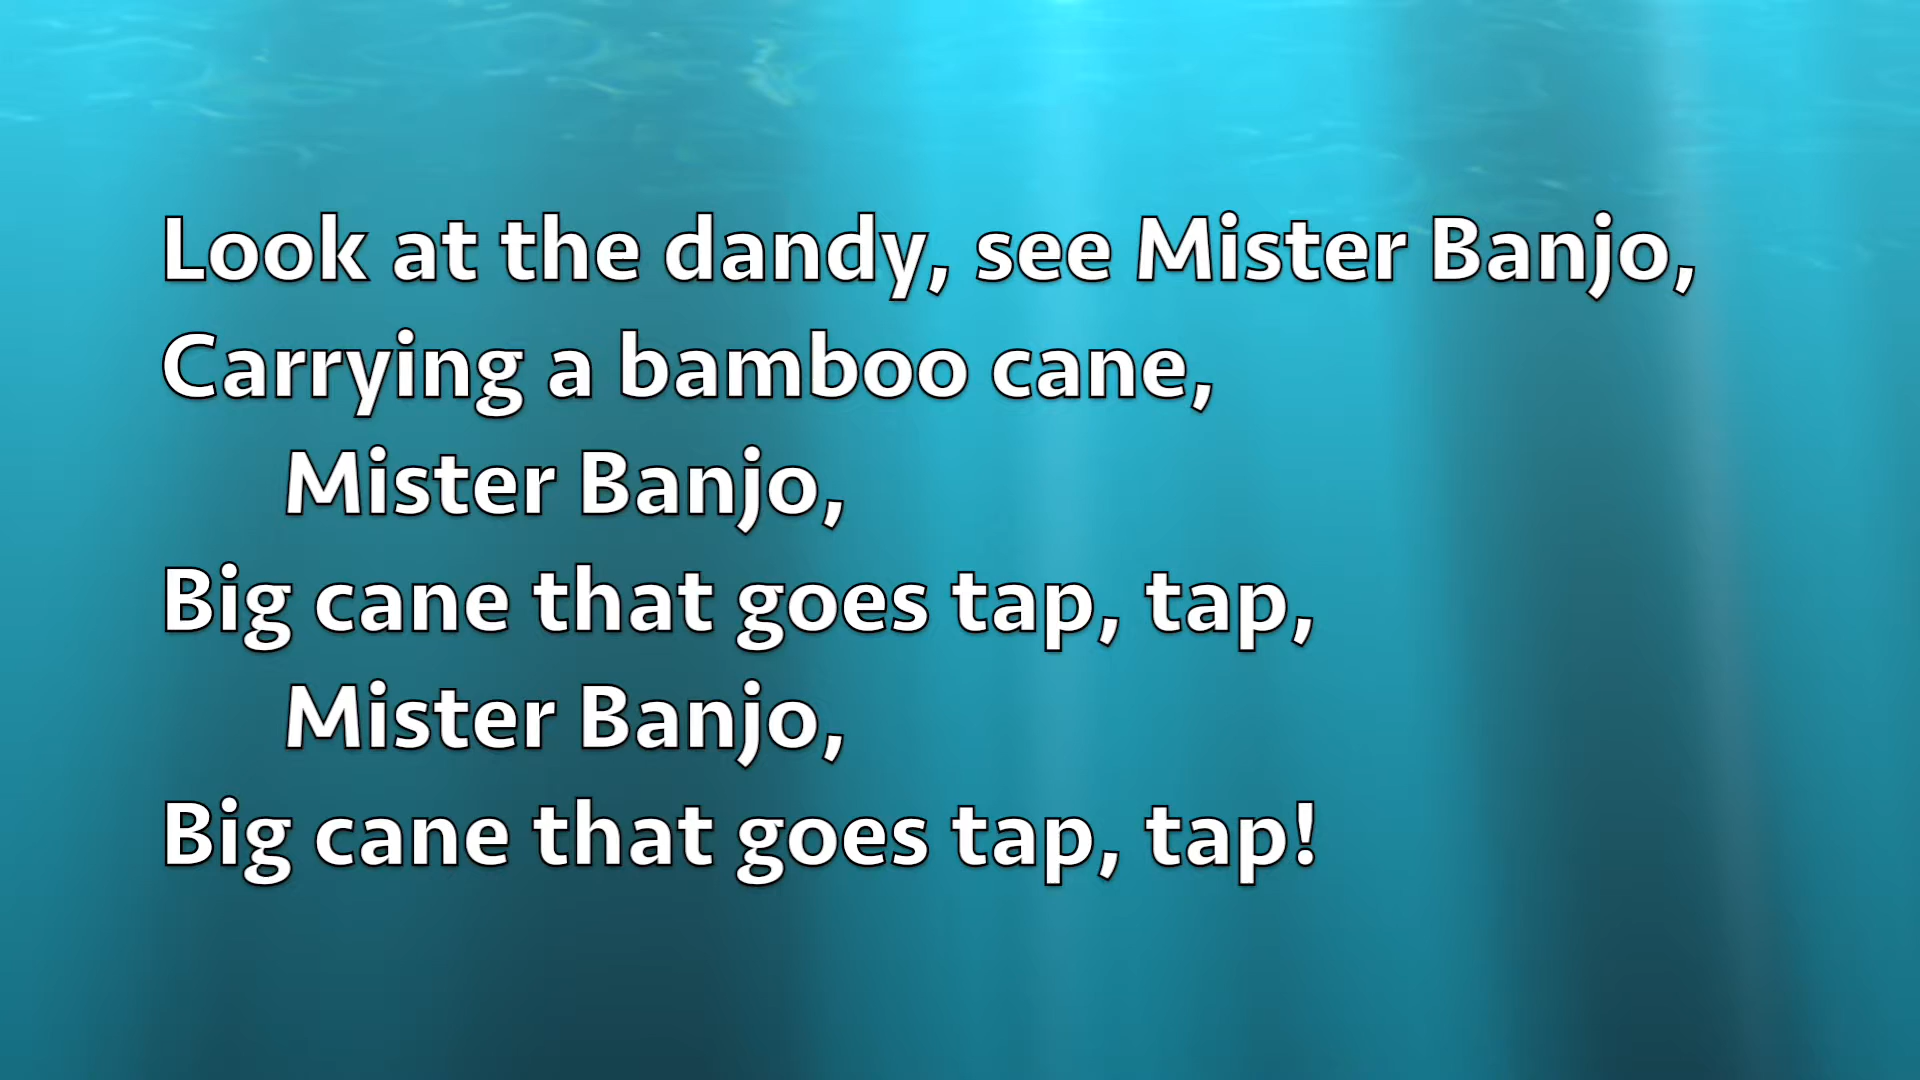 Look at the dandy, see Mister Banjo,
Carrying a bamboo cane,
Mister Banjo,
Big cane that goes tap, tap,
Mister Banjo,
Big cane that goes tap, tap!